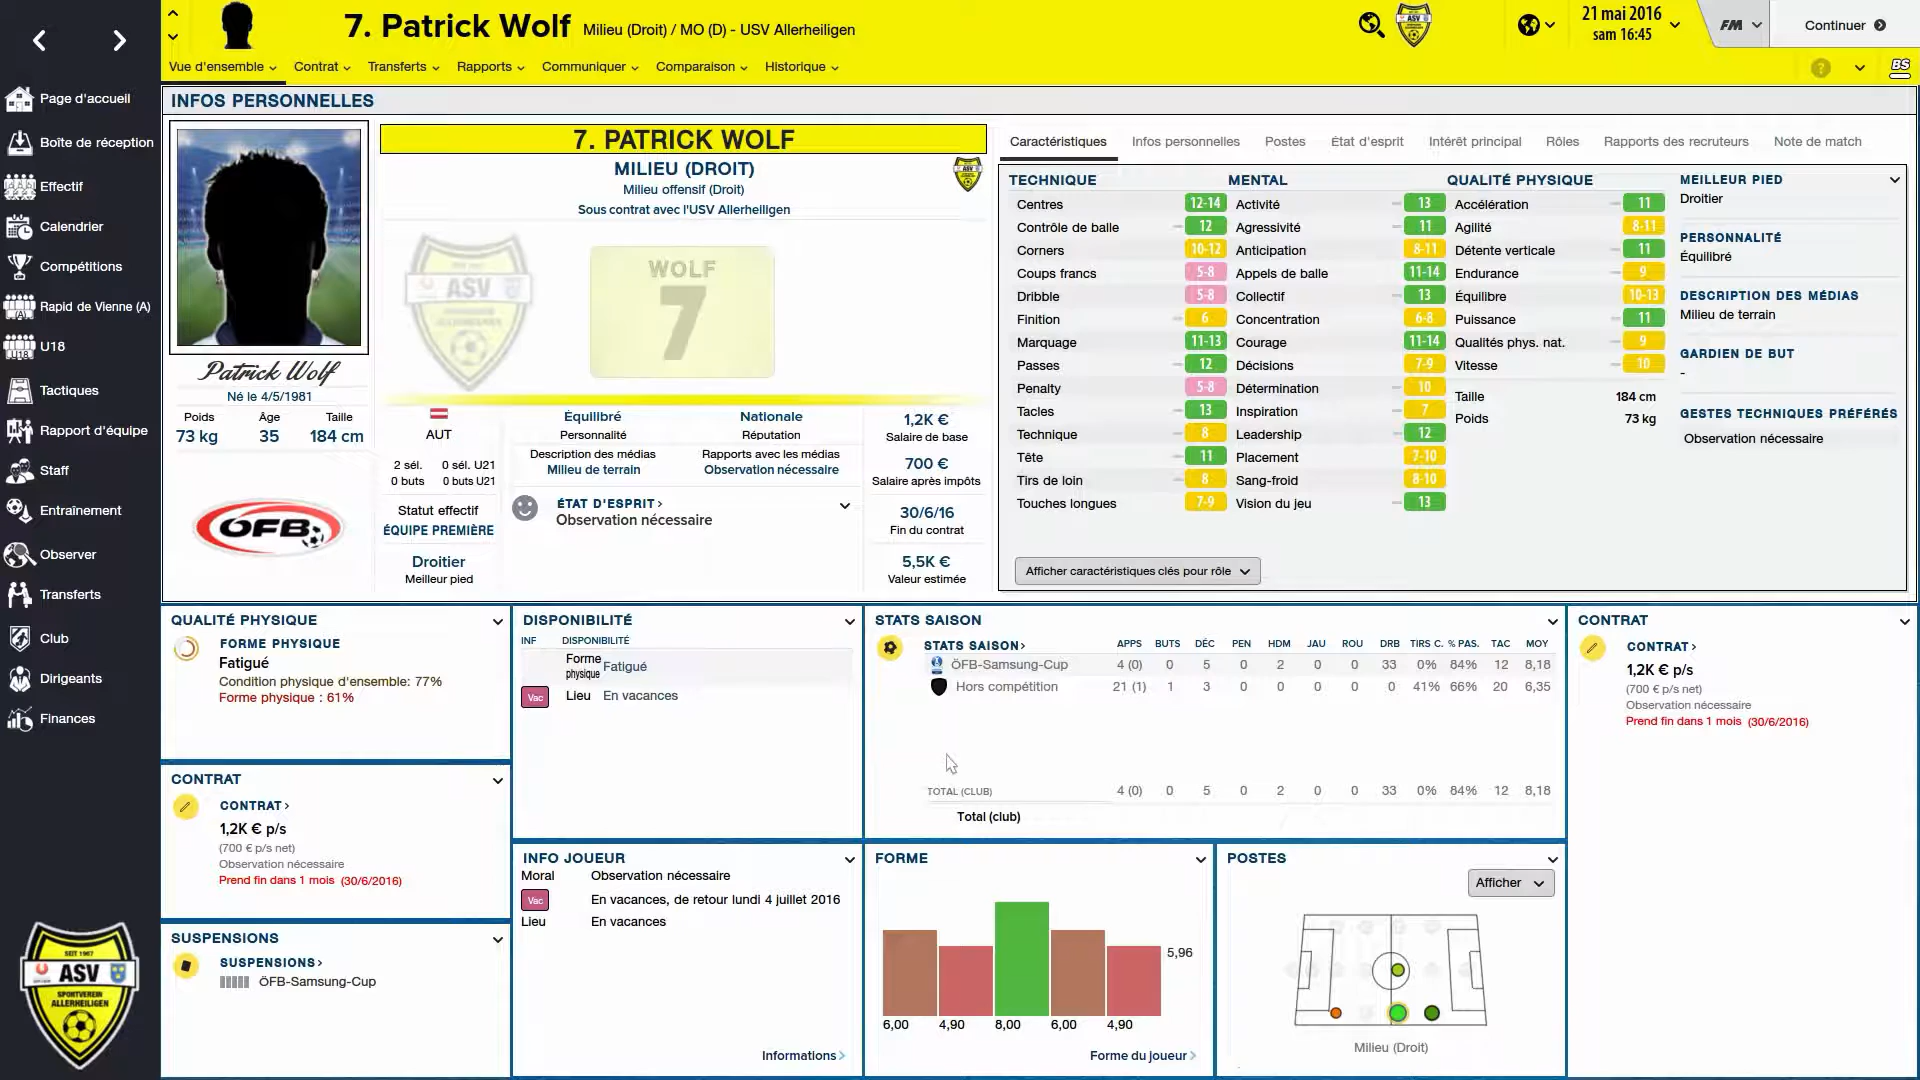 7. Patrick Wolf Milieu (Droit) / MO (D) - USV Allerheiligen
21 mai 2016
sam 16:45
FM
Continuer
Vue d'ensemble Contrat Transferts Rapports Communiquer Comparaison Historique
BS
Page d'accueil
Boîte de réception
Effectif
Calendrier
Compétitions
Rapid de Vienne (A)
U18
Tactiques
Rapport d'équipe
Staff
Entraînement
Observer
Transferts
Club
Dirigeants
Finances
SEIT 1967
ASV
SPORTVEREIN
ALLERHEILIGEN
INFOS PERSONNELLES
Patrick Wolf
Né le 4/5/1981
Poids Âge Taille
73 kg 35 184 cm
ÖFB
7. PATRICK WOLF
MILIEU (DROIT)
Milieu offensif (Droit)
Sous contrat avec l'USV Allerheiligen
ASV
WOLF
7
AUT
2 sél. 0 sél. U21
0 buts 0 buts U21
Statut effectif
ÉQUIPE PREMIÈRE
Droitier
Meilleur pied
Équilibré
Personnalité
Nationale
Réputation
Description des médias
Milieu de terrain
Rapports avec les médias
Observation nécessaire
ÉTAT D'ESPRIT
Observation nécessaire
1,2K €
Salaire de base
700 €
Salaire après impôts
30/6/16
Fin du contrat
5,5K €
Valeur estimée
Caractéristiques Infos personnelles Postes État d'esprit Intérêt principal Rôles Rapports des recruteurs Note de match
TECHNIQUE
Centres 12-14
Contrôle de balle 12
Corners 10-12
Coups francs 5-8
Dribble 5-8
Finition 6
Marquage 11-13
Passes 12
Penalty 5-8
Tacles 13
Technique 8
Tête 11
Tirs de loin 8
Touches longues 7-9
MENTAL
Activité 13
Agressivité 11
Anticipation 8-11
Appels de balle 11-14
Collectif 13
Concentration 6-8
Courage 11-14
Décisions 7-9
Détermination 10
Inspiration 7
Leadership 12
Placement 7-10
Sang-froid 8-10
Vision du jeu 13
QUALITÉ PHYSIQUE
Accélération 11
Agilité 8-11
Détente verticale 11
Endurance 9
Équilibre 10-13
Puissance 11
Qualités phys. nat. 9
Vitesse 10
Taille 184 cm
Poids 73 kg
MEILLEUR PIED
Droitier
PERSONNALITÉ
Équilibré
DESCRIPTION DES MÉDIAS
Milieu de terrain
GARDIEN DE BUT
-
GESTES TECHNIQUES PRÉFÉRÉS
Observation nécessaire
Afficher caractéristiques clés pour rôle
QUALITÉ PHYSIQUE
FORME PHYSIQUE
Fatigué
Condition physique d'ensemble: 77%
Forme physique : 61%
CONTRAT
CONTRAT
1,2K € p/s
(700 € p/s net)
Observation nécessaire
Prend fin dans 1 mois (30/6/2016)
SUSPENSIONS
SUSPENSIONS
ÖFB-Samsung-Cup
DISPONIBILITÉ
INF DISPONIBILITÉ
Forme physique Fatigué
Vac Lieu En vacances
INFO JOUEUR
Moral Observation nécessaire
Vac En vacances, de retour lundi 4 juillet 2016
Lieu En vacances
Informations
STATS SAISON
STATS SAISON APPS BUTS DÉC PEN HDM JAU ROU DRB TIRS C. % PAS. TAC MOY
ÖFB-Samsung-Cup 4 (0) 0 5 0 2 0 0 33 0% 84% 12 8,18
Hors compétition 21 (1) 1 3 0 0 0 0 0 41% 66% 20 6,35
TOTAL (CLUB) 4 (0) 0 5 0 2 0 0 33 0% 84% 12 8,18
Total (club)
FORME
5,96
6,00 4,90 8,00 6,00 4,90
Forme du joueur
POSTES
Afficher
Milieu (Droit)
CONTRAT
CONTRAT
1,2K € p/s
(700 € p/s net)
Observation nécessaire
Prend fin dans 1 mois (30/6/2016)